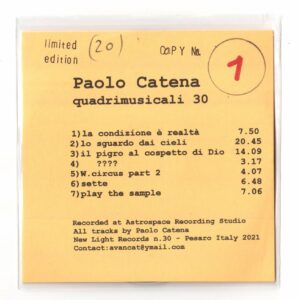 limited (20) COPY No. 1
edition
Paolo Catena
quadrimusicali 30
1)la condizione è realtà 7.50
2)lo sguardo dai cieli 20.45
3)il pigro al cospetto di Dio 14.09
4) ???? 3.17
5)W.circus part 2 4.07
6)sette 6.48
7)play the sample 7.06
Recorded at Astrospace Recording Studio
All tracks by Paolo Catena
New Light Records n.30 - Pesaro Italy 2021
Contact:avancat@ymail.com